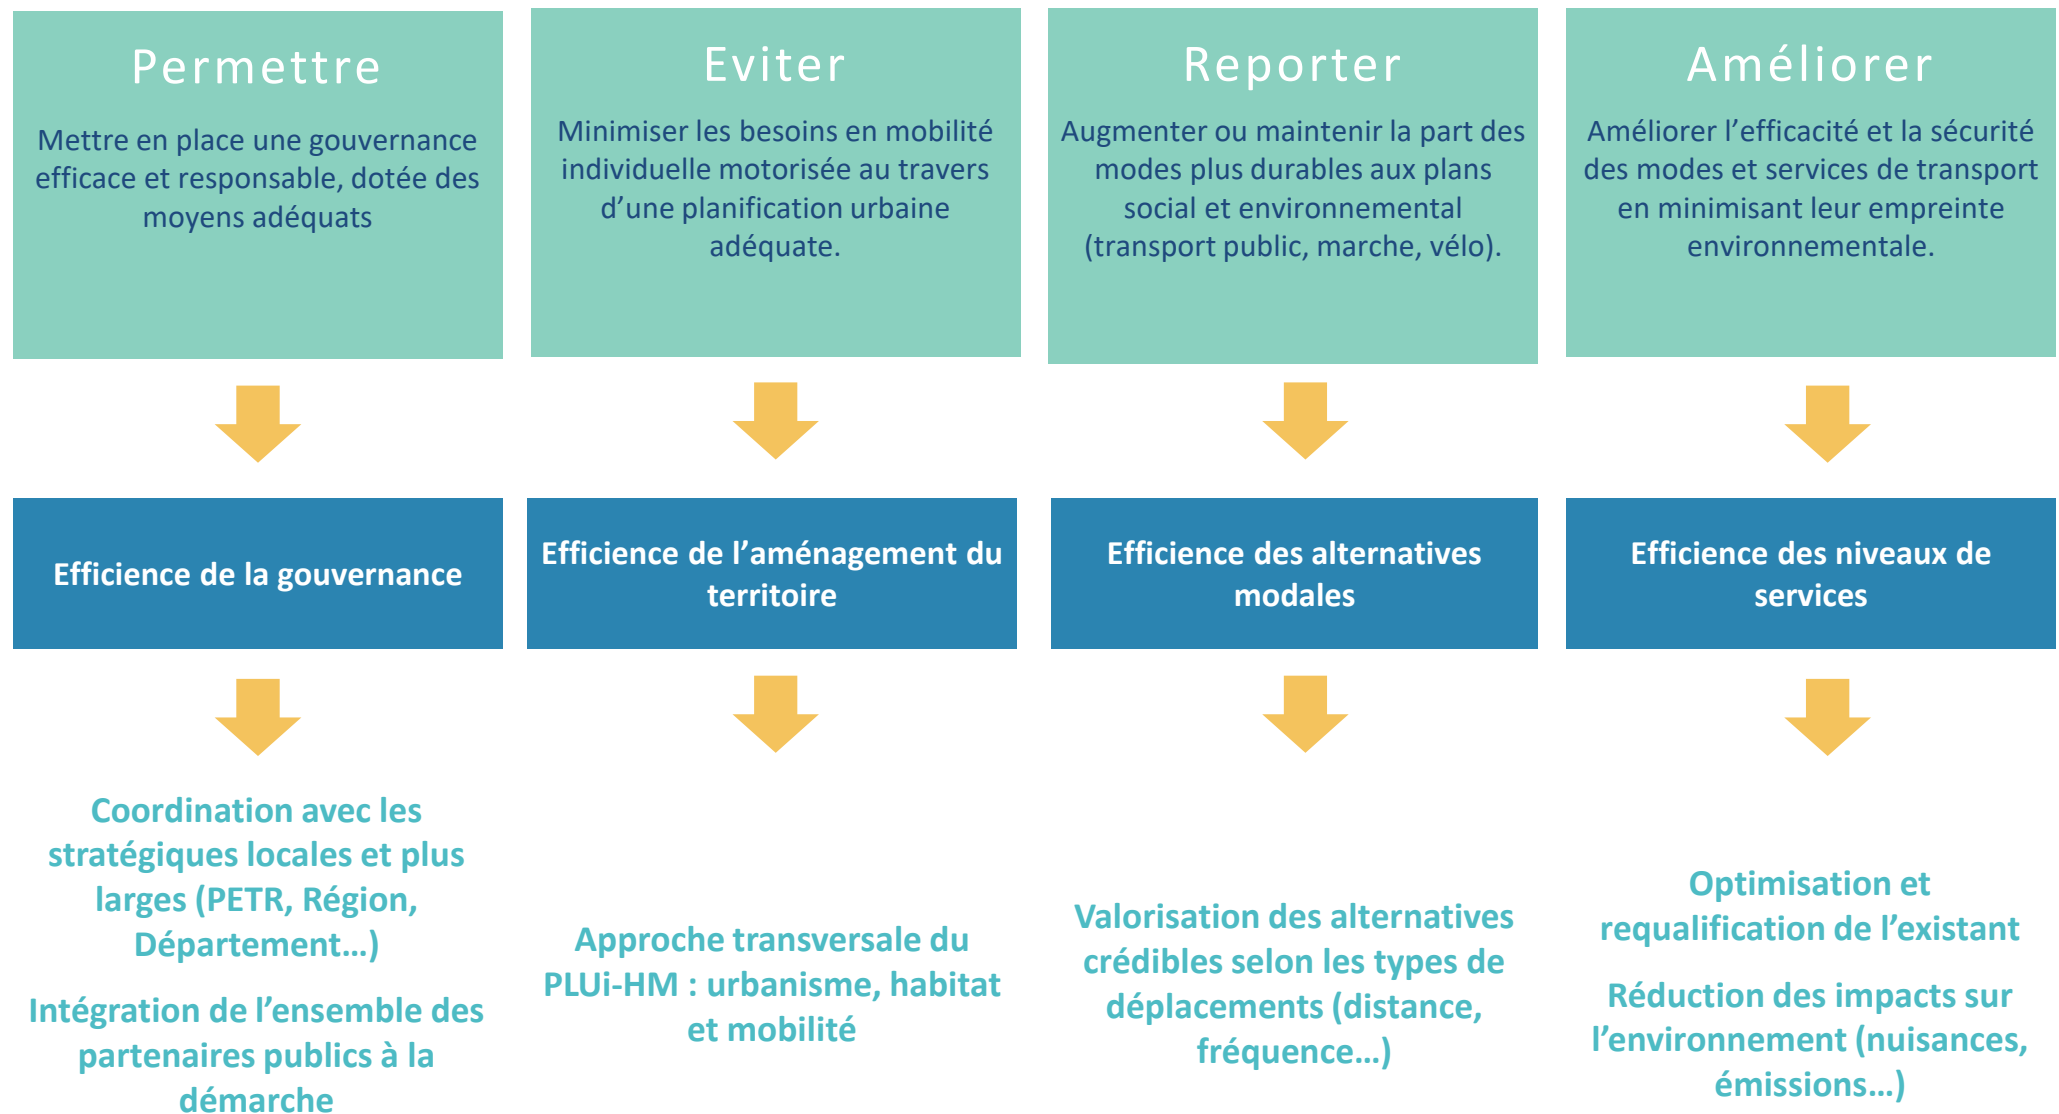 Permettre
Mettre en place une gouvernance
efficace et responsable, dotée des
moyens adéquats
Eviter
Minimiser les besoins en mobilité
individuelle motorisée au travers
d’une planification urbaine
adéquate.
Reporter
Augmenter ou maintenir la part des
modes plus durables aux plans
social et environnemental
(transport public, marche, vélo).
Améliorer
Améliorer l’efficacité et la sécurité
des modes et services de transport
en minimisant leur empreinte
environnementale.
Efficience de la gouvernance
Efficience de l’aménagement du
territoire
Efficience des alternatives
modales
Efficience des niveaux de
services
Coordination avec les
stratégiques locales et plus
larges (PETR, Région,
Département…)
Intégration de l’ensemble des
partenaires publics à la
démarche
Approche transversale du
PLUi-HM : urbanisme, habitat
et mobilité
Valorisation des alternatives
crédibles selon les types de
déplacements (distance,
fréquence…)
Optimisation et
requalification de l’existant
Réduction des impacts sur
l’environnement (nuisances,
émissions…)